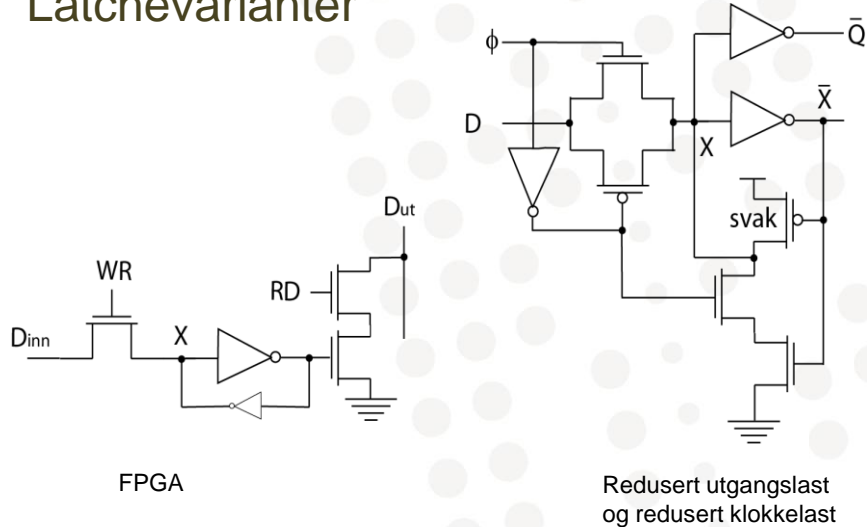 Latchevarianter
ϕ
D
X
Q̅
X̅
svak
Dut
RD
WR
Dinn
X
FPGA
Redusert utgangslast
og redusert klokkelast